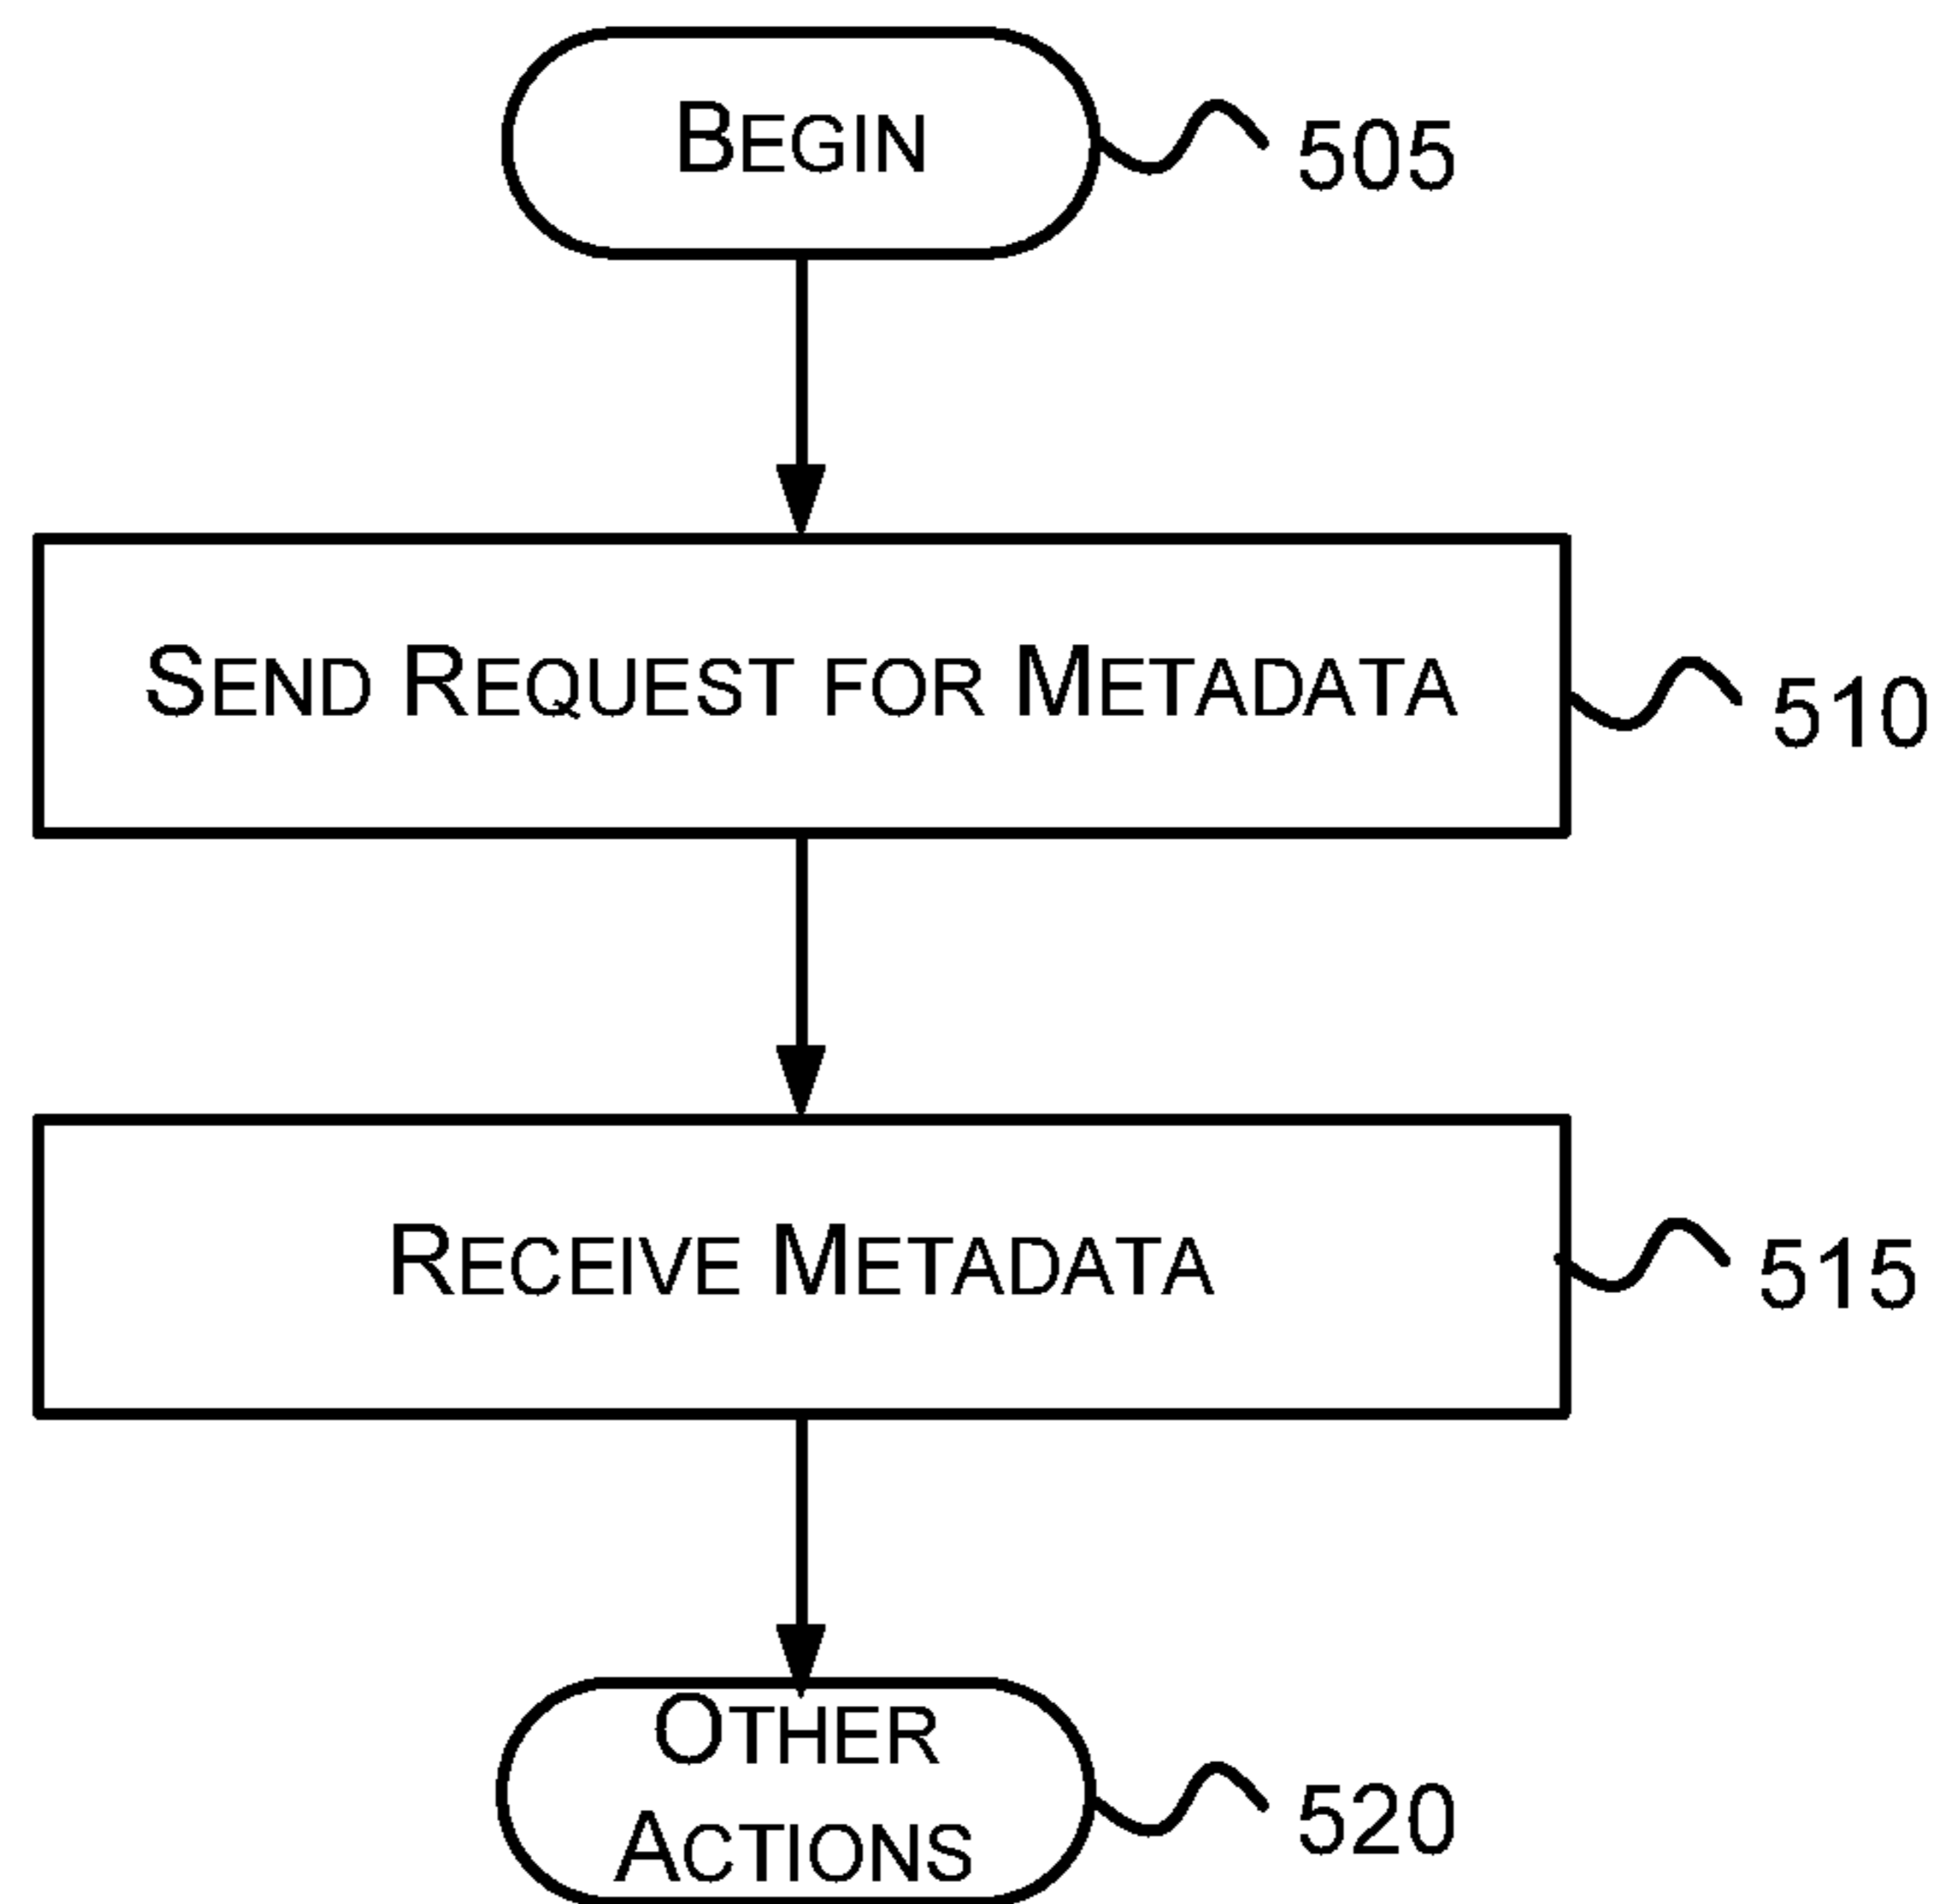 BEGIN
505
SEND REQUEST FOR METADATA
510
RECEIVE METADATA
515
OTHER
ACTIONS
520